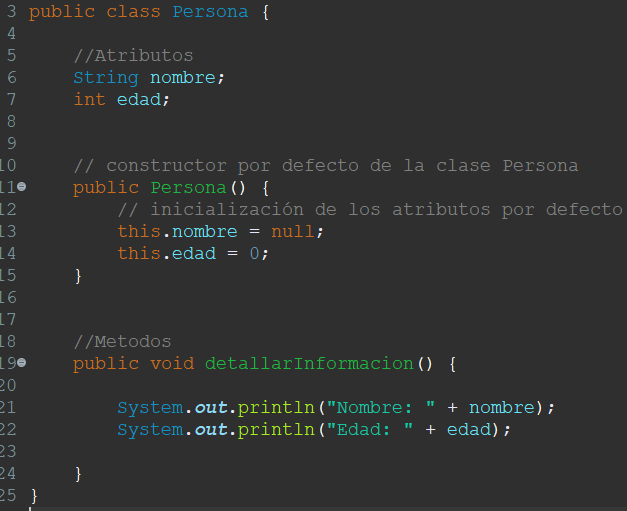 3 public class Persona {
4
5 //Atributos
6 String nombre;
7 int edad;
8
9
10 // constructor por defecto de la clase Persona
11 public Persona() {
12 // inicialización de los atributos por defecto
13 this.nombre = null;
14 this.edad = 0;
15 }
16
17
18 //Metodos
19 public void detallarInformacion() {
20
21 System.out.println("Nombre: " + nombre);
22 System.out.println("Edad: " + edad);
23
24 }
25 }